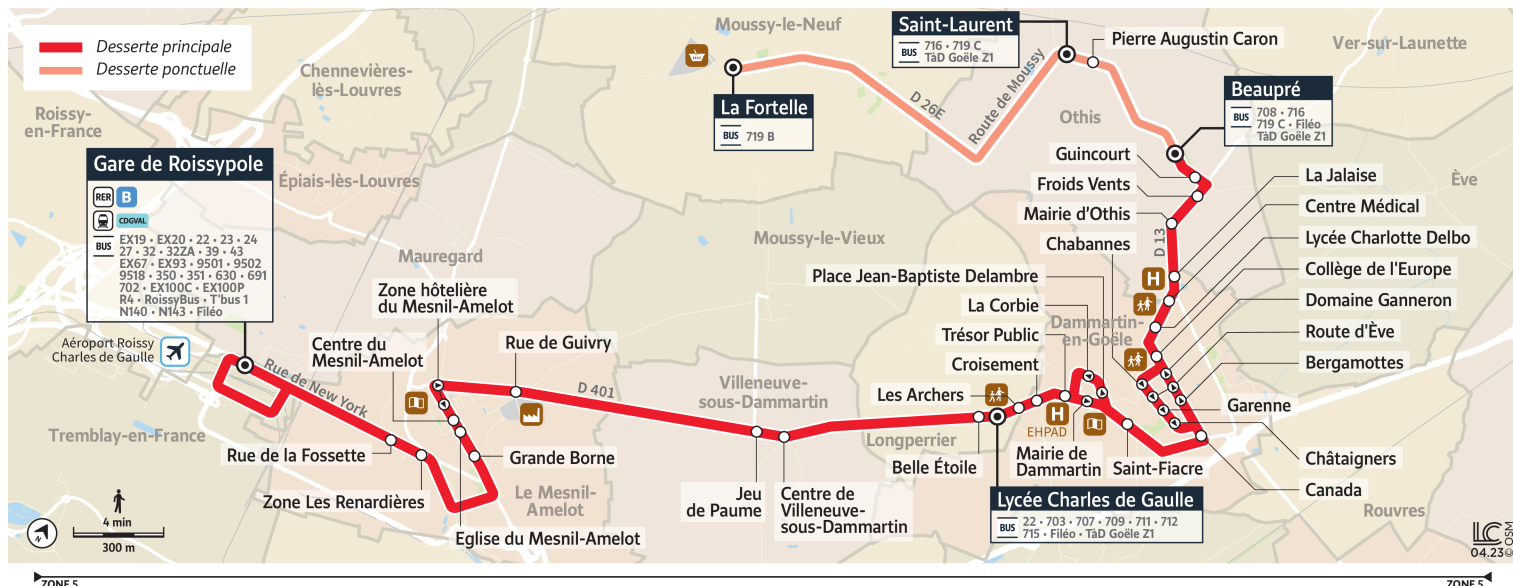 Desserte principale
Desserte ponctuelle
Roissy-
en-France
Chennevières-
lès-Louvres
Épiais-lès-Louvres
Moussy-le-Neuf
Ver-sur-Launette
Othis
Ève
Mauregard
Moussy-le-Vieux
Dammartin-
en-Goële
Villeneuve-
sous-Dammartin
Longperrier
Tremblay-en-France
Le Mesnil-
Amelot
Rouvres
Gare de Roissypole
RER B
CDGVAL
BUS
EX19 • EX20 • 22 • 23 • 24
27 • 32 • 32ZA • 39 • 43
EX67 • EX93 • 9501 • 9502
9518 • 350 • 351 • 630 • 691
702 • EX100C • EX100P
R4 • RoissyBus • T'bus 1
N140 • N143 • Filéo
Aéroport Roissy
Charles de Gaulle
Rue de New York
Rue de la Fossette
Zone Les Renardières
Zone hôtelière
du Mesnil-Amelot
Centre du
Mesnil-Amelot
Grande Borne
Eglise du Mesnil-Amelot
Rue de Guivry
D 401
Jeu
de Paume
Centre de
Villeneuve-
sous-Dammartin
Belle Étoile
Lycée Charles de Gaulle
BUS
22 • 703 • 707 • 709 • 711 • 712
715 • Filéo • TàD Goële Z1
Les Archers
Croisement
Trésor Public
La Corbie
Place Jean-Baptiste Delambre
Chabannes
H
EHPAD
Mairie de
Dammartin
Saint-Fiacre
Mairie d'Othis
Froids Vents
Guincourt
D 13
H
La Jalaise
Centre Médical
Lycée Charlotte Delbo
Collège de l'Europe
Domaine Ganneron
Route d'Ève
Bergamottes
Garenne
Châtaigners
Canada
Beaupré
BUS
708 • 716
719 C • Filéo
TàD Goële Z1
Pierre Augustin Caron
Saint-Laurent
BUS
716 • 719 C
TàD Goële Z1
Route de Moussy
D 26E
La Fortelle
BUS
719 B
4 min
300 m
N
LC
04.23 © OSM
ZONE 5
ZONE 5